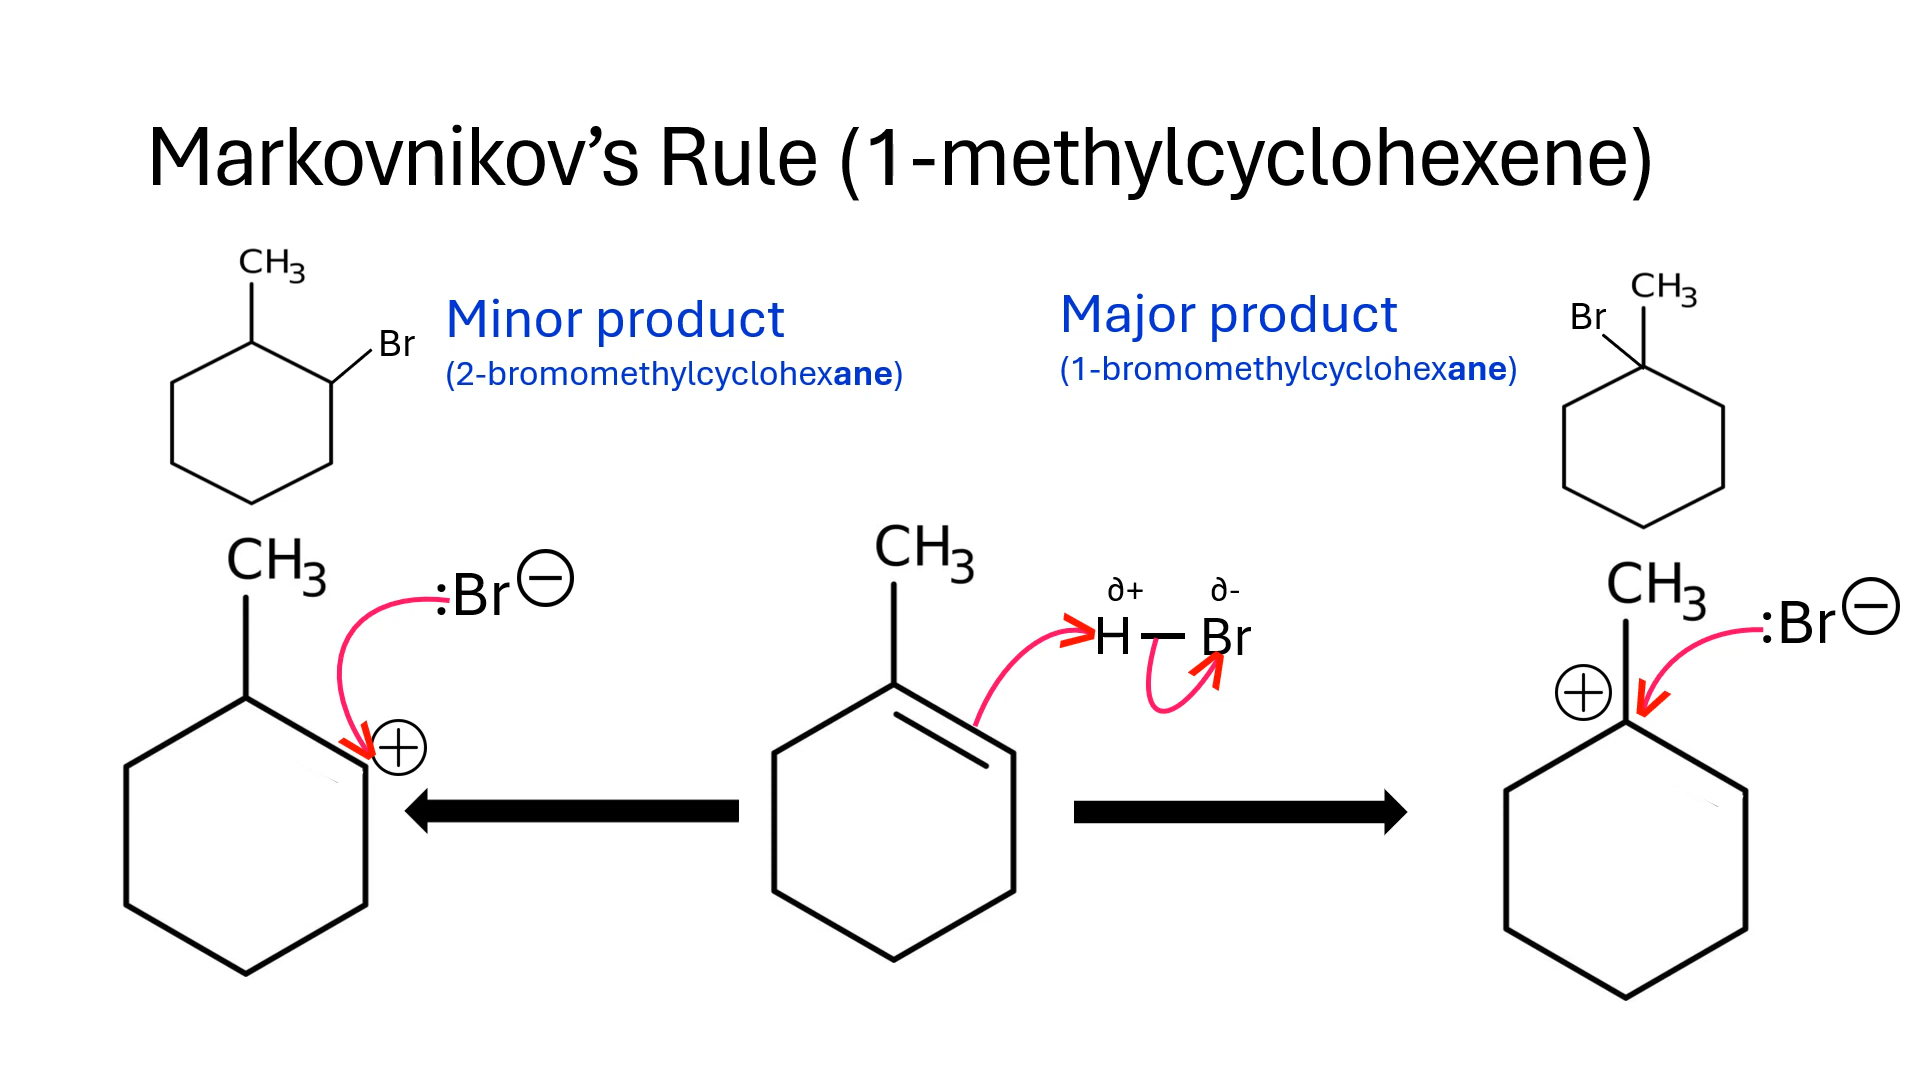 Markovnikov’s Rule (1-methylcyclohexene)
CH3
Br
Minor product
(2-bromomethylcyclohexane)
Major product
(1-bromomethylcyclohexane)
CH3
Br
CH3
:Br
CH3
∂+ ∂-
H — Br
CH3
:Br